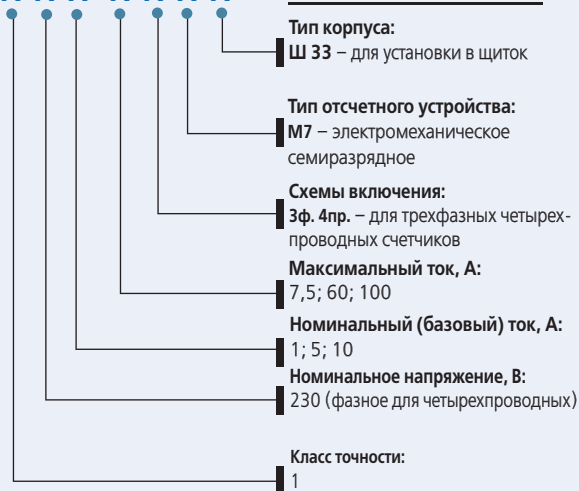 Тип корпуса:
Ш 33 – для установки в щиток
Тип отсчетного устройства:
М7 – электромеханическое
семиразрядное
Схемы включения:
3ф. 4пр. – для трехфазных четырех-
проводных счетчиков
Максимальный ток, А:
7,5; 60; 100
Номинальный (базовый) ток, А:
1; 5; 10
Номинальное напряжение, В:
230 (фазное для четырехпроводных)
Класс точности:
1